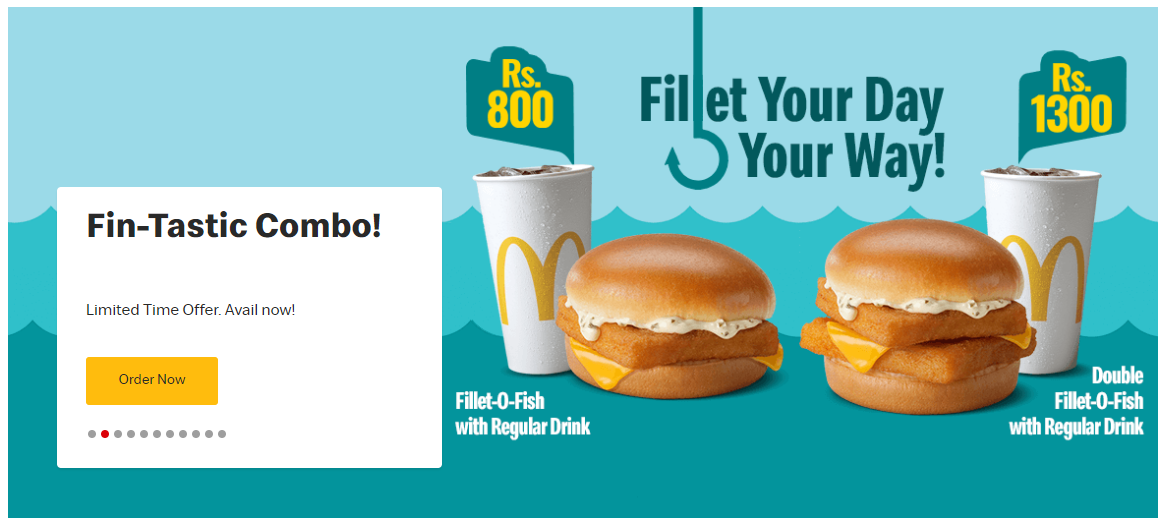 Fin-Tastic Combo!
Limited Time Offer. Avail now!
Order Now
Rs.
800
Fillet Your Day
Your Way!
Rs.
1300
Fillet-O-Fish
with Regular Drink
Double
Fillet-O-Fish
with Regular Drink